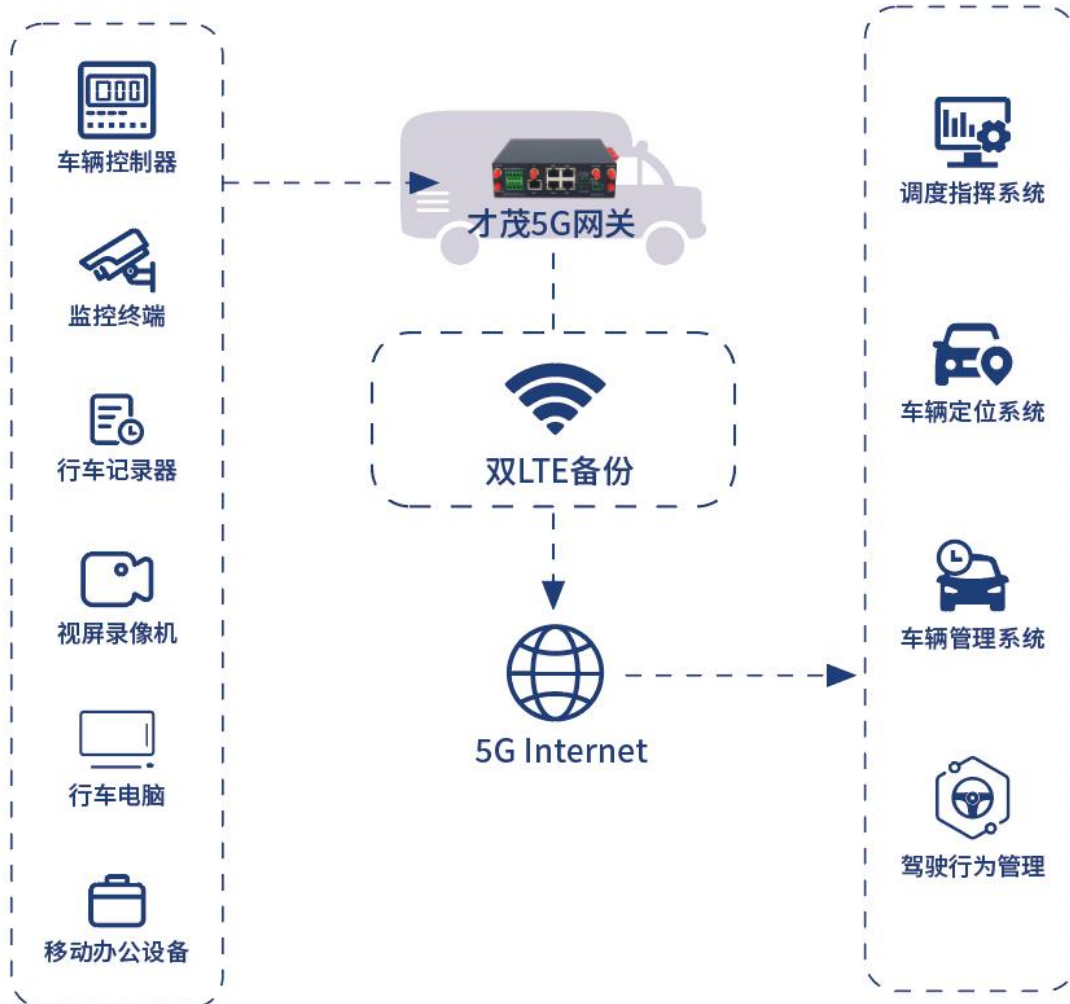 000
车辆控制器
监控终端
行车记录器
视屏录像机
行车电脑
移动办公设备
才茂5G网关
双LTE备份
5G Internet
调度指挥系统
车辆定位系统
车辆管理系统
驾驶行为管理